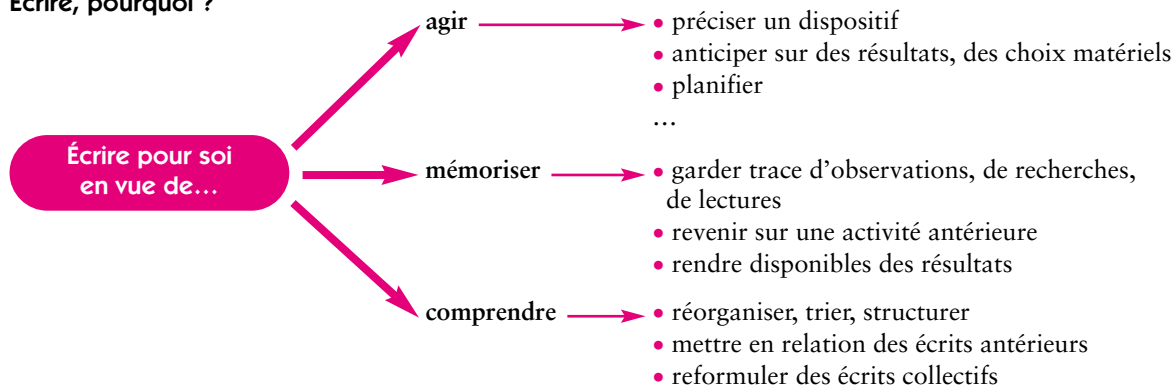 Écrire, pourquoi ?
agir
• préciser un dispositif
• anticiper sur des résultats, des choix matériels
• planifier
…
Écrire pour soi
en vue de…
mémoriser
• garder trace d’observations, de recherches,
de lectures
• revenir sur une activité antérieure
• rendre disponibles des résultats
comprendre
• réorganiser, trier, structurer
• mettre en relation des écrits antérieurs
• reformuler des écrits collectifs